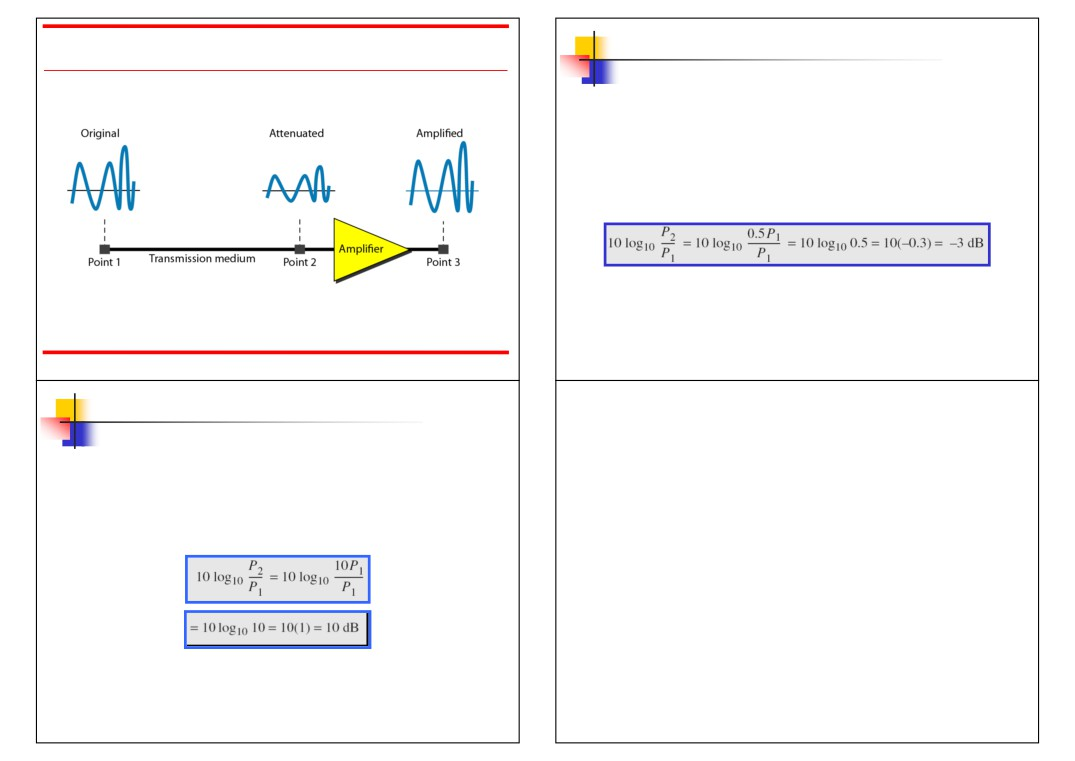 Original Attenuated Amplified
Amplifier
Point 1 Transmission medium Point 2 Point 3
10 log₁₀ P₂/P₁ = 10 log₁₀ 0.5P₁/P₁ = 10 log₁₀ 0.5 = 10(–0.3) = –3 dB
10 log₁₀ P₂/P₁ = 10 log₁₀ 10P₁/P₁
= 10 log₁₀ 10 = 10(1) = 10 dB